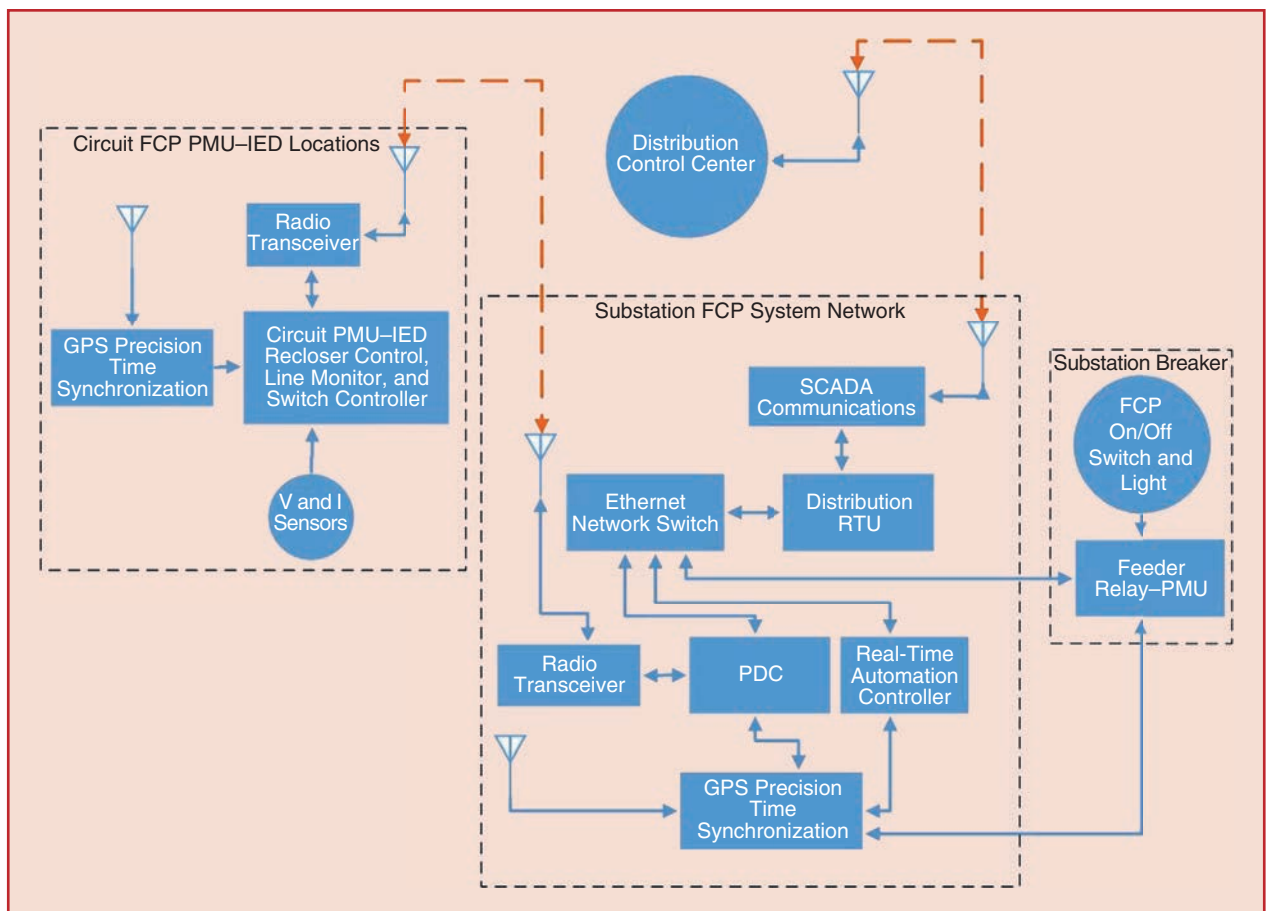 Circuit FCP PMU–IED Locations
Radio
Transceiver
GPS Precision
Time
Synchronization
Circuit PMU–IED
Recloser Control,
Line Monitor, and
Switch Controller
V and I
Sensors
Distribution
Control Center
Substation FCP System Network
SCADA
Communications
Ethernet
Network Switch
Distribution
RTU
Radio
Transceiver
PDC
Real-Time
Automation
Controller
GPS Precision
Time
Synchronization
Substation Breaker
FCP
On/Off
Switch and
Light
Feeder
Relay–PMU